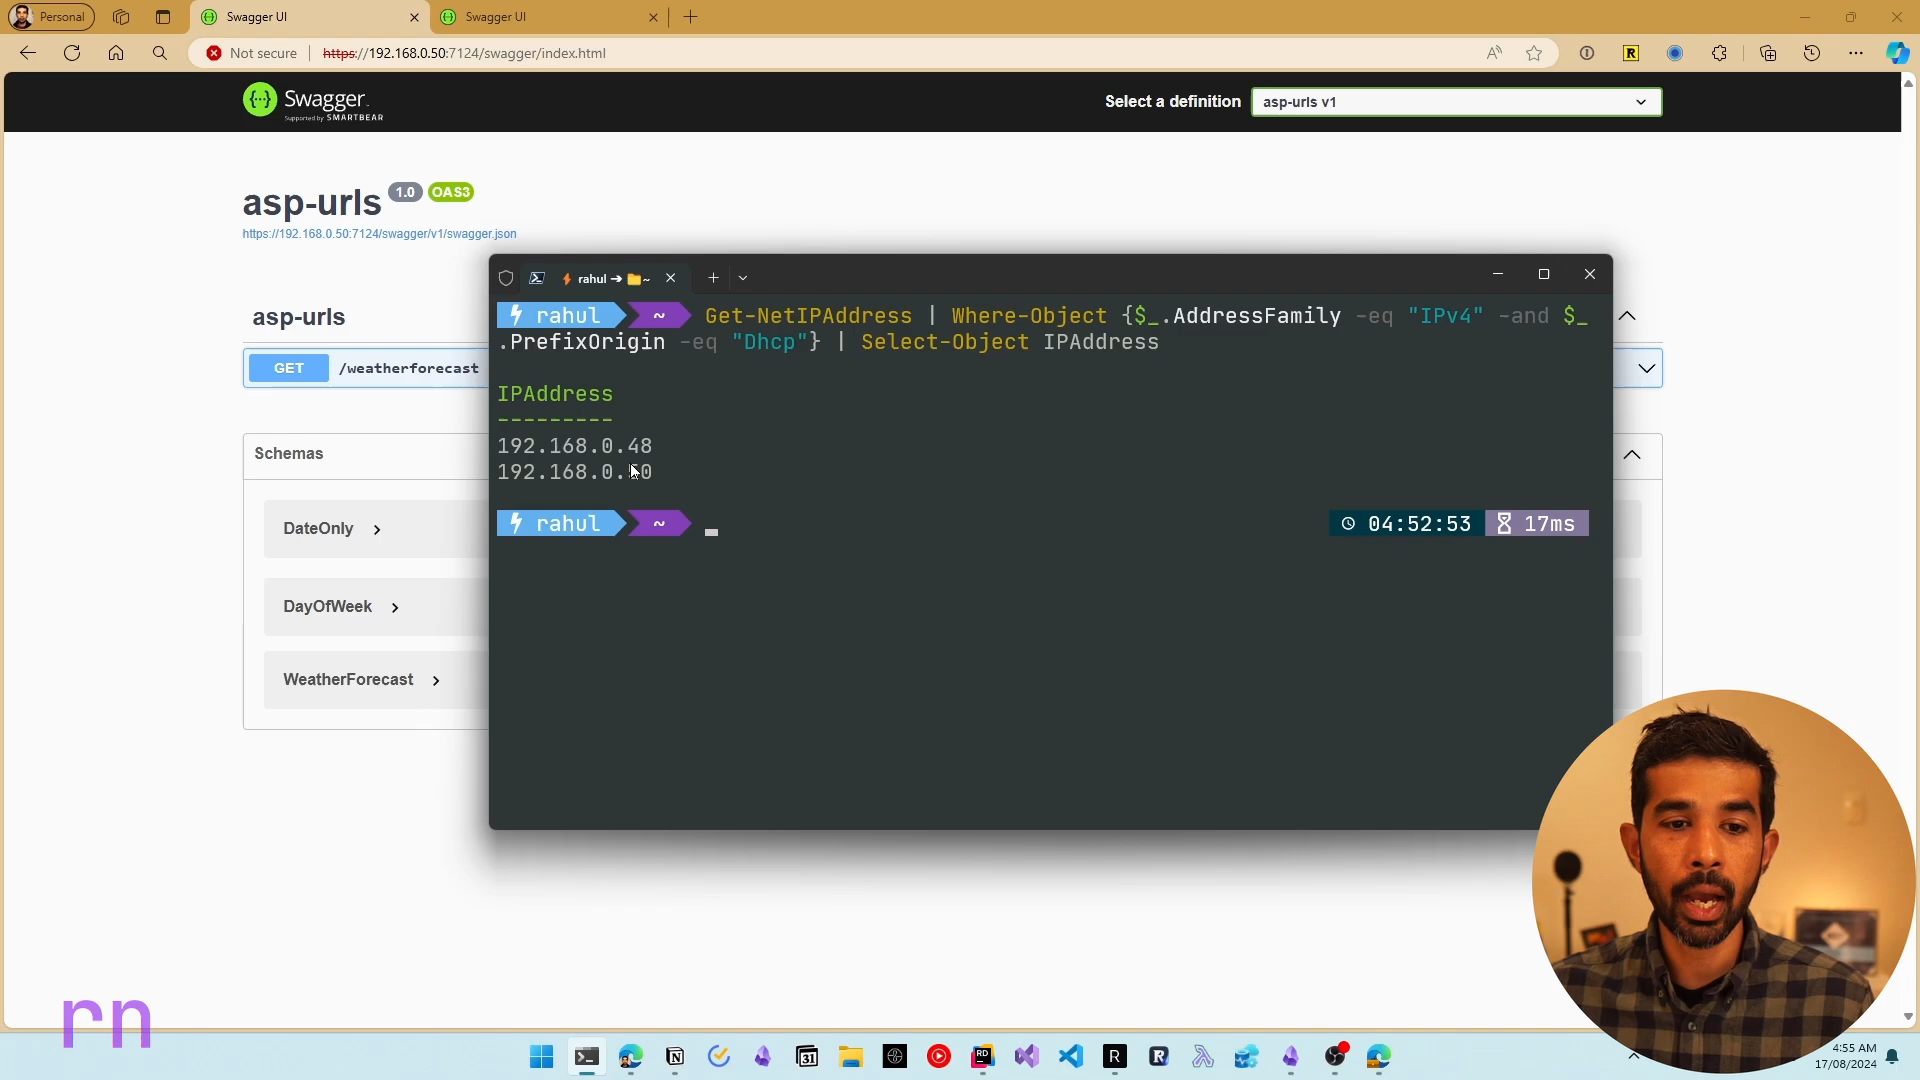 Personal
Swagger UI
Swagger UI
Not secure
https://192.168.0.50:7124/swagger/index.html
Swagger.
Supported by SMARTBEAR
Select a definition
asp-urls v1
asp-urls 1.0 OAS3
https://192.168.0.50:7124/swagger/v1/swagger.json
asp-urls
GET /weatherforecast
Schemas
DateOnly
DayOfWeek
WeatherForecast
rahul ➔ ~
rahul ~ Get-NetIPAddress | Where-Object {$_.AddressFamily -eq "IPv4" -and $_
.PrefixOrigin -eq "Dhcp"} | Select-Object IPAddress
IPAddress
---------
192.168.0.48
192.168.0.50
rahul ~
04:52:53 17ms
rn
4:55 AM
17/08/2024